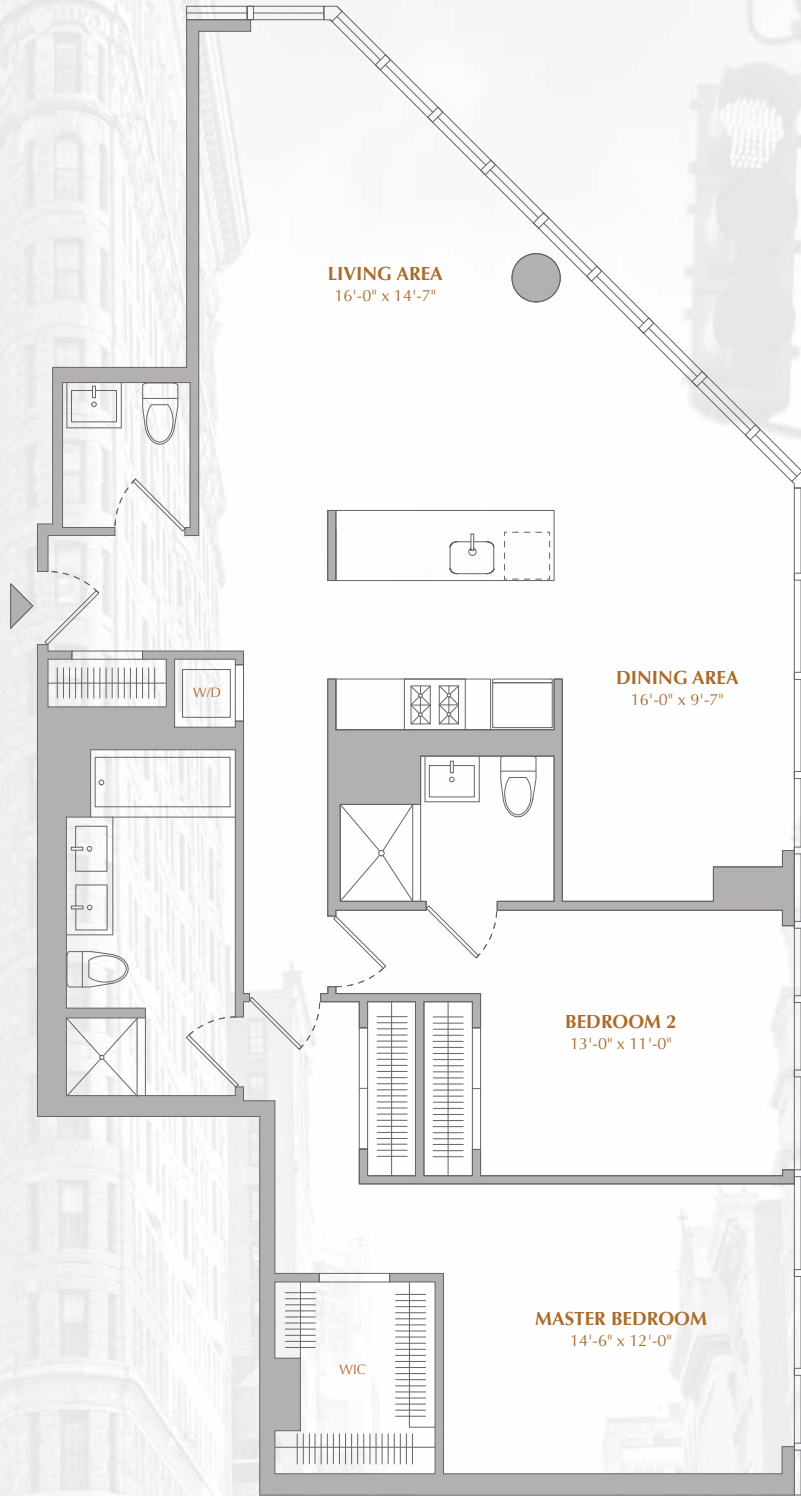 LIVING AREA
16'-0" x 14'-7"
DINING AREA
16'-0" x 9'-7"
W/D
BEDROOM 2
13'-0" x 11'-0"
MASTER BEDROOM
14'-6" x 12'-0"
WIC